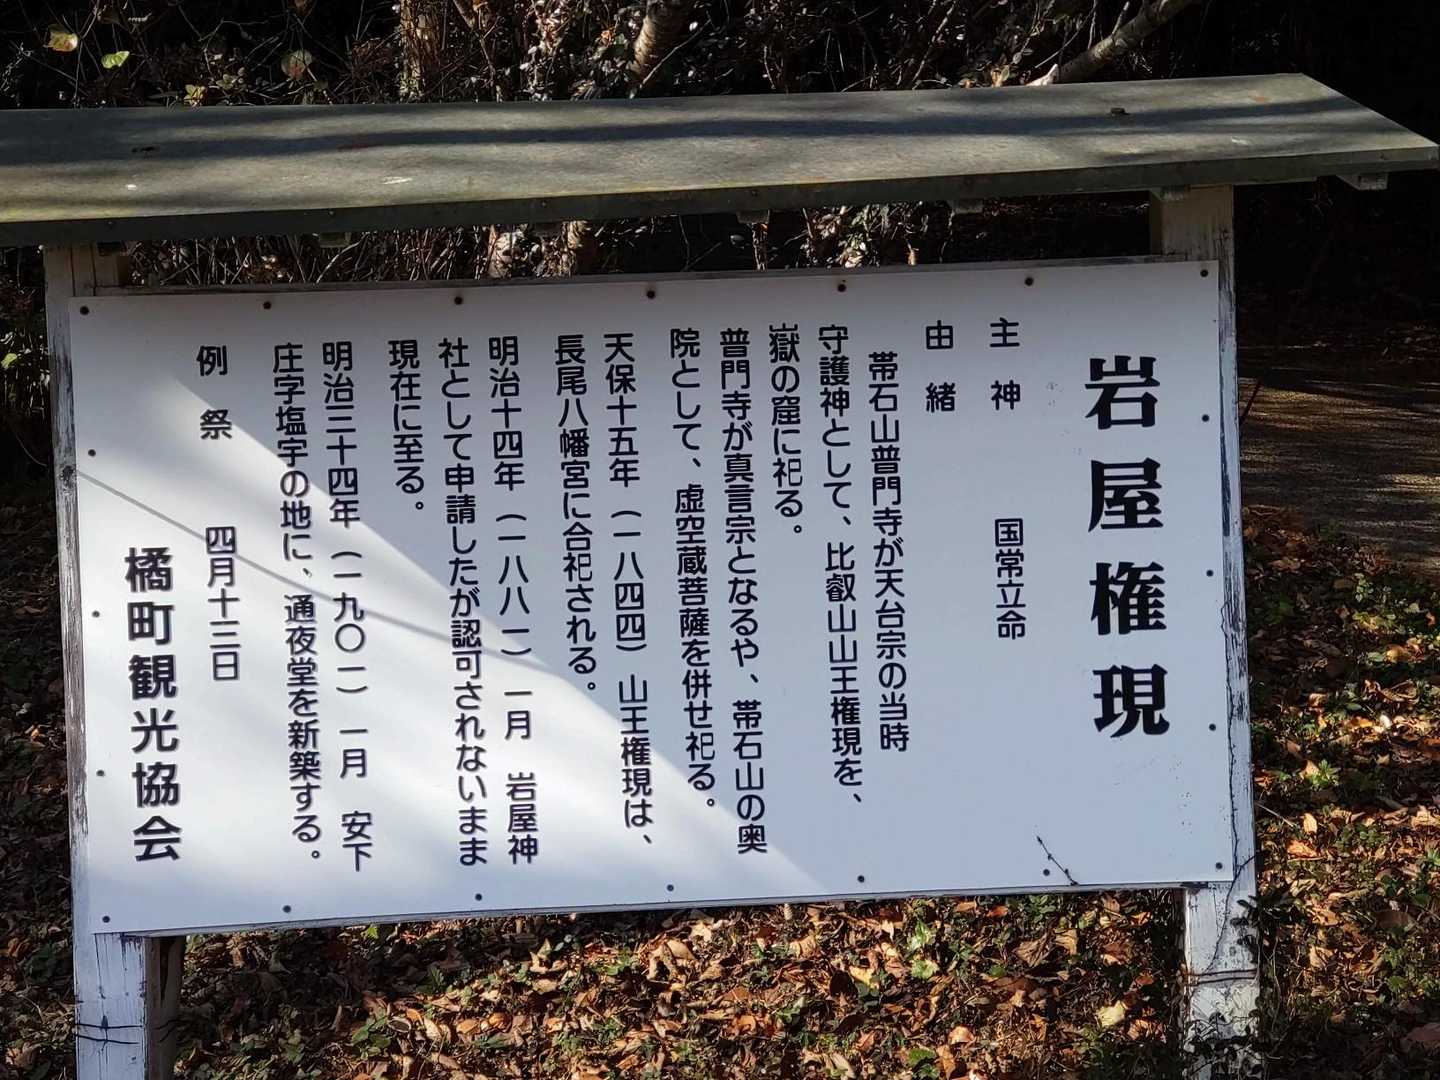 岩屋権現
主神　国常立命
由緒
帯石山普門寺が天台宗の当時
守護神として、比叡山山王権現を、
嶽の窟に祀る。
普門寺が真言宗となるや、帯石山の奥
院として、虚空蔵菩薩を併せ祀る。
天保十五年（一八四四）山王権現は、
長尾八幡宮に合祀される。
明治十四年（一八八一）一月　岩屋神
社として申請したが認可されないまま
現在に至る。
明治三十四年（一九〇一）一月　安下
庄字塩宇の地に、通夜堂を新築する。
例祭　四月十三日
橘町観光協会